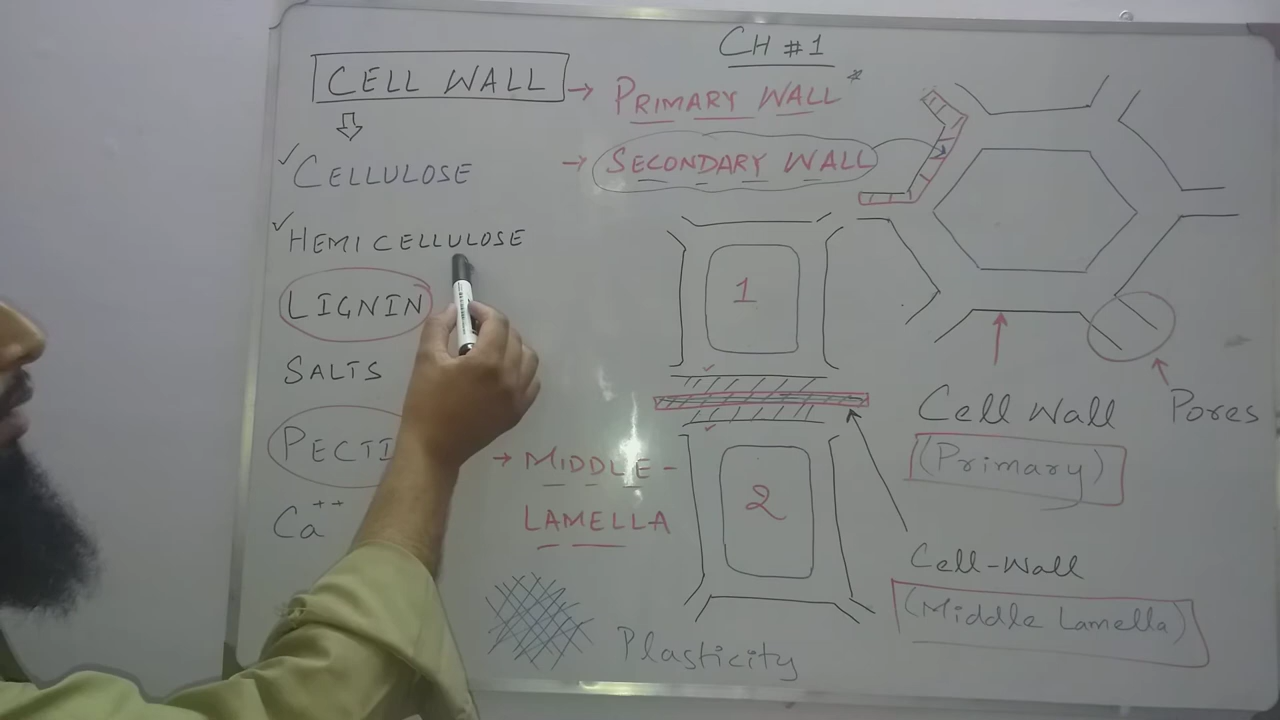 CH #1
CELL WALL
→ PRIMARY WALL *
→ SECONDARY WALL
✓ CELLULOSE
✓ HEMICELLULOSE
LIGNIN
SALTS
PECTI
Ca++
→ MIDDLE-
LAMELLA
1
2
Plasticity
Cell Wall
(Primary)
Pores
Cell-Wall
(Middle Lamella)